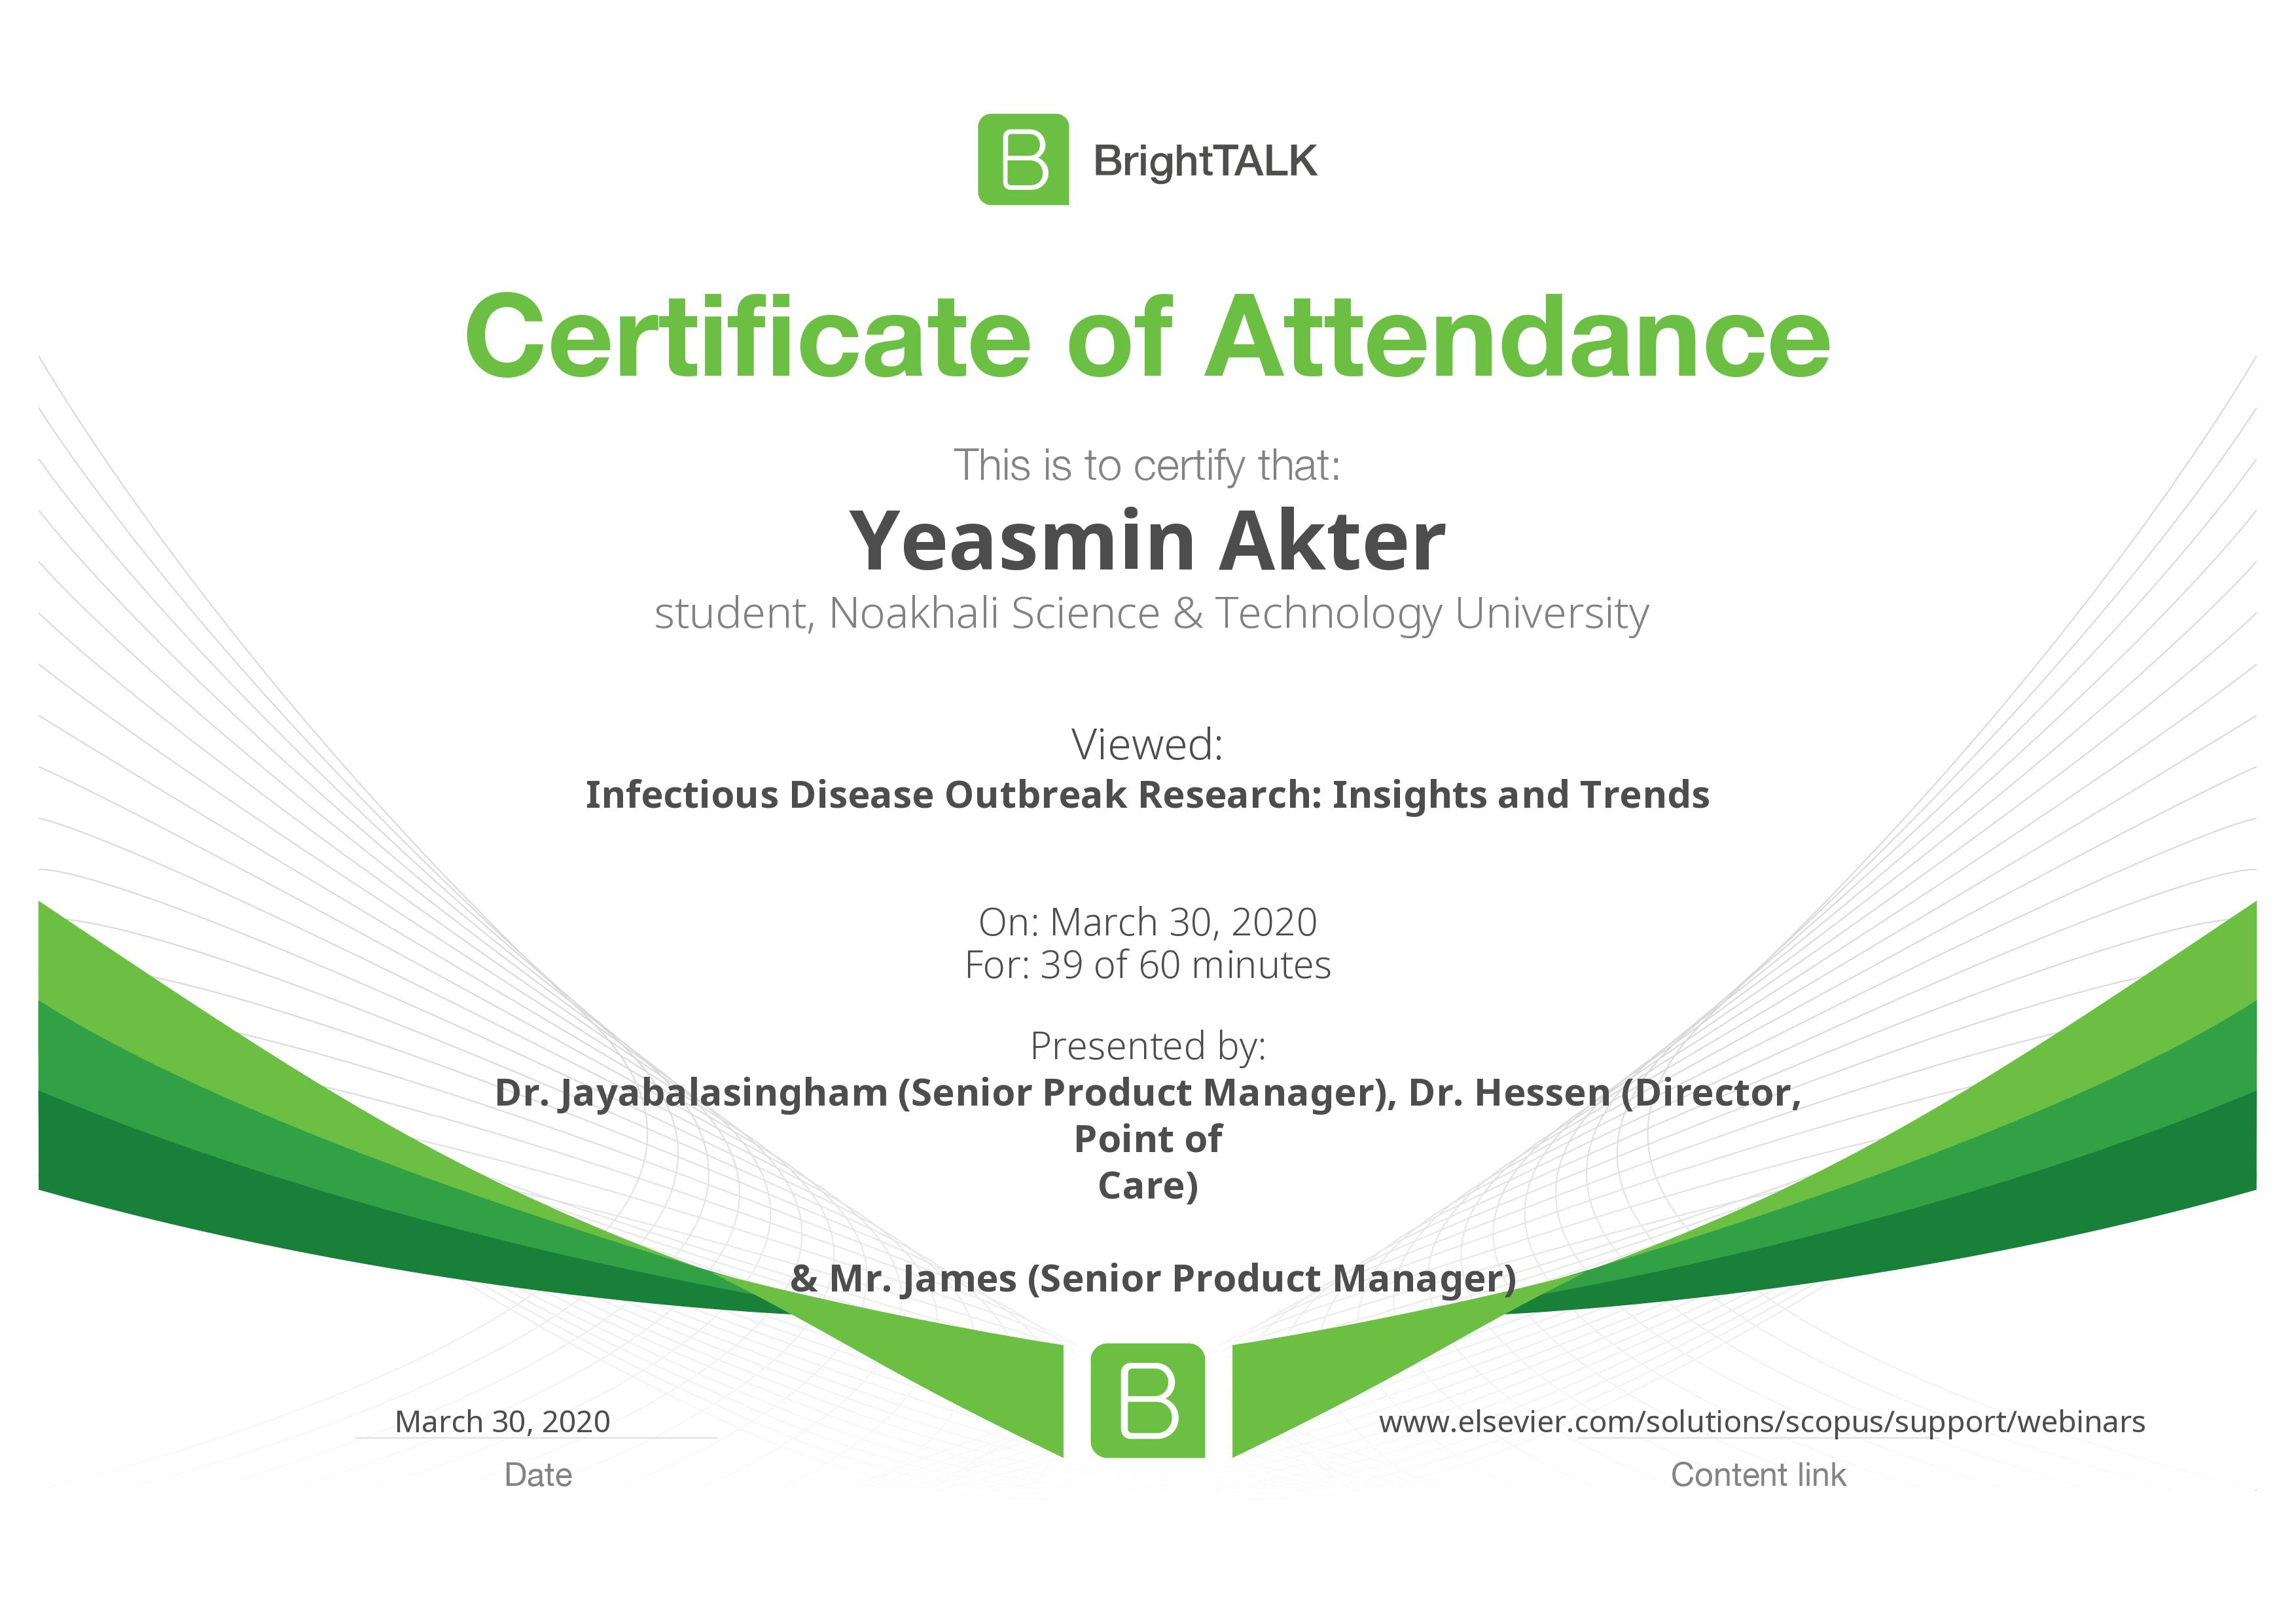 B BrightTALK
Certificate of Attendance
This is to certify that:
Yeasmin Akter
student, Noakhali Science & Technology University
Viewed:
Infectious Disease Outbreak Research: Insights and Trends
On: March 30, 2020
For: 39 of 60 minutes
Presented by:
Dr. Jayabalasingham (Senior Product Manager), Dr. Hessen (Director,
Point of
Care)
& Mr. James (Senior Product Manager)
B
March 30, 2020
Date
www.elsevier.com/solutions/scopus/support/webinars
Content link